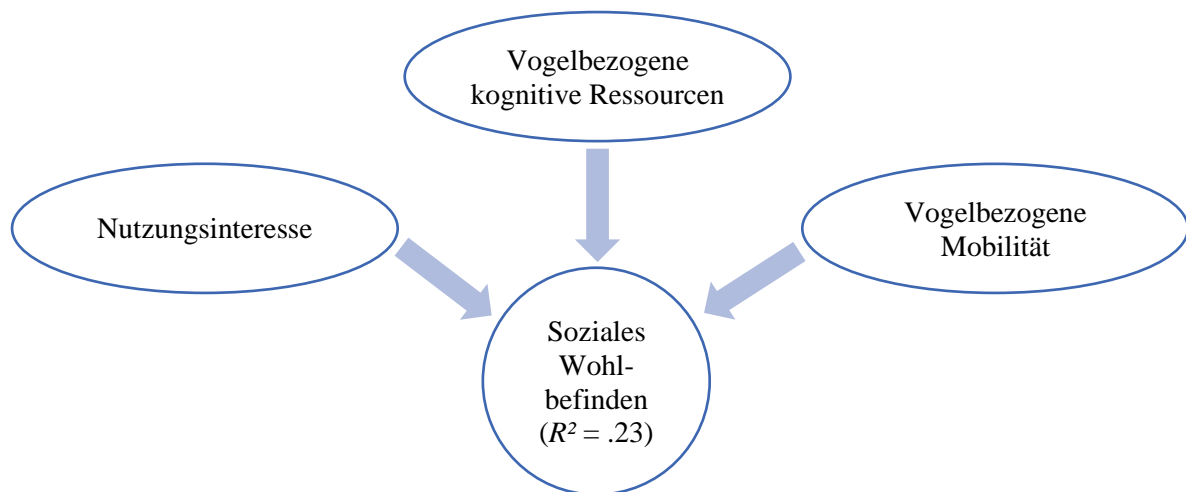 Vogelbezogene
kognitive Ressourcen
Nutzungsinteresse
Vogelbezogene
Mobilität
Soziales
Wohl-
befinden
(R² = .23)